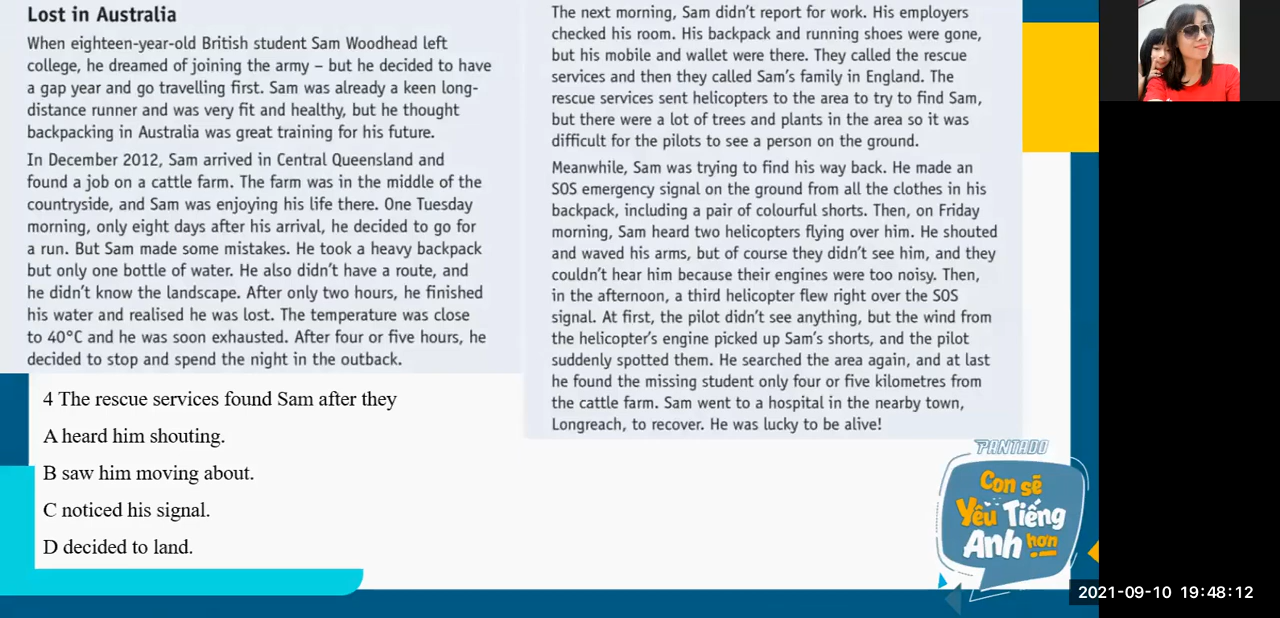 Lost in Australia
When eighteen-year-old British student Sam Woodhead left
college, he dreamed of joining the army – but he decided to have
a gap year and go travelling first. Sam was already a keen long-
distance runner and was very fit and healthy, but he thought
backpacking in Australia was great training for his future.
In December 2012, Sam arrived in Central Queensland and
found a job on a cattle farm. The farm was in the middle of the
countryside, and Sam was enjoying his life there. One Tuesday
morning, only eight days after his arrival, he decided to go for
a run. But Sam made some mistakes. He took a heavy backpack
but only one bottle of water. He also didn't have a route, and
he didn't know the landscape. After only two hours, he finished
his water and realised he was lost. The temperature was close
to 40°C and he was soon exhausted. After four or five hours, he
decided to stop and spend the night in the outback.
The next morning, Sam didn't report for work. His employers
checked his room. His backpack and running shoes were gone,
but his mobile and wallet were there. They called the rescue
services and then they called Sam's family in England. The
rescue services sent helicopters to the area to try to find Sam,
but there were a lot of trees and plants in the area so it was
difficult for the pilots to see a person on the ground.
Meanwhile, Sam was trying to find his way back. He made an
SOS emergency signal on the ground from all the clothes in his
backpack, including a pair of colourful shorts. Then, on Friday
morning, Sam heard two helicopters flying over him. He shouted
and waved his arms, but of course they didn't see him, and they
couldn't hear him because their engines were too noisy. Then,
in the afternoon, a third helicopter flew right over the SOS
signal. At first, the pilot didn't see anything, but the wind from
the helicopter's engine picked up Sam's shorts, and the pilot
suddenly spotted them. He searched the area again, and at last
he found the missing student only four or five kilometres from
the cattle farm. Sam went to a hospital in the nearby town,
Longreach, to recover. He was lucky to be alive!
4 The rescue services found Sam after they
A heard him shouting.
B saw him moving about.
C noticed his signal.
D decided to land.
PANTADO
Con sẽ
Yêu Tiếng
Anh hơn
2021-09-10 19:48:12